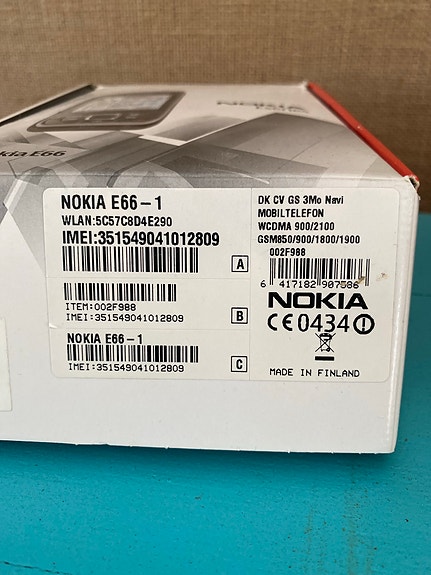 NOKIA
Nokia E66
NOKIA E66-1
WLAN:5C57C8D4E290
IMEI:351549041012809
A
ITEM:002F988
IMEI:351549041012809
B
NOKIA E66-1
IMEI:351549041012809
C
DK CV GS 3Mo Navi
MOBILTELEFON
WCDMA 900/2100
GSM850/900/1800/1900
002F988
6 417182 907586
NOKIA
CE0434!
MADE IN FINLAND